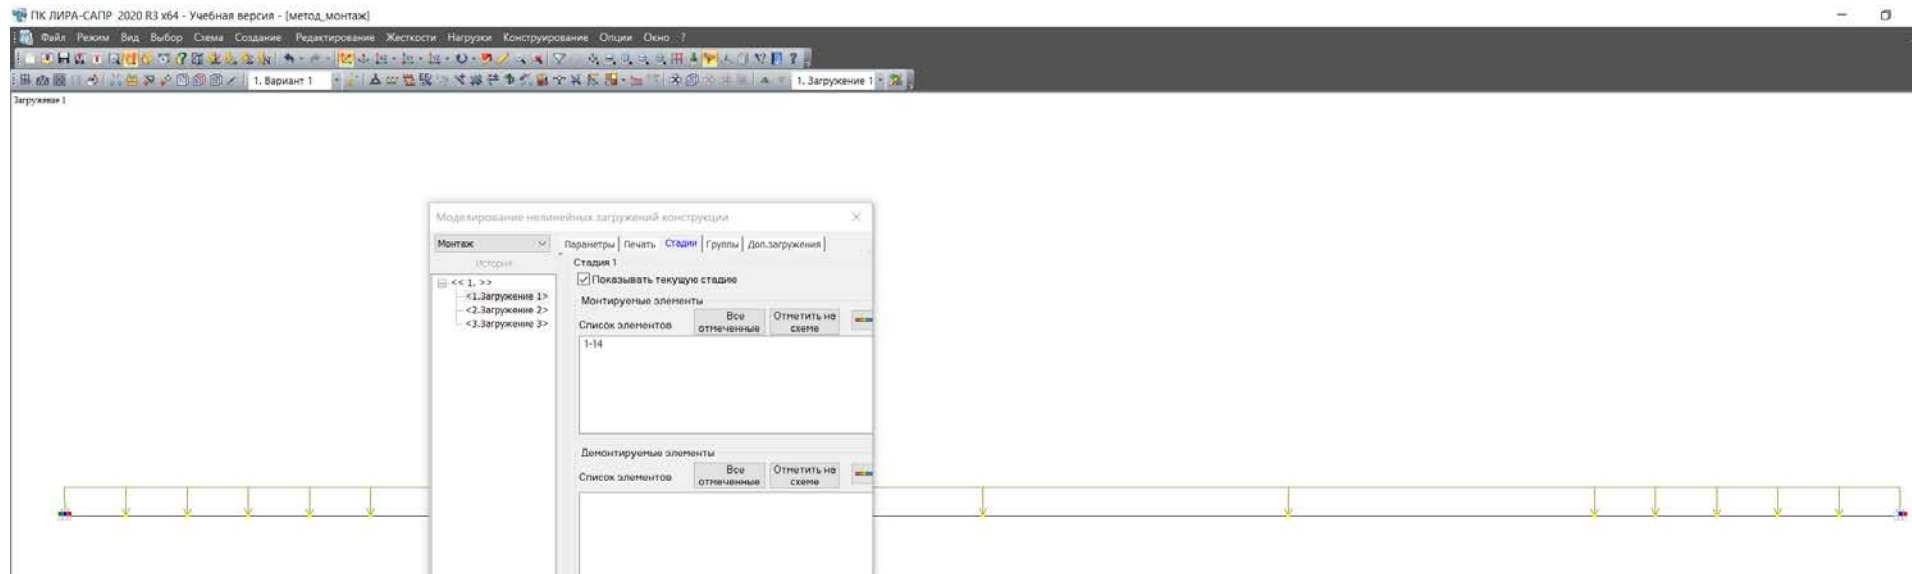 ПК ЛИРА-САПР 2020 R3 x64 - Учебная версия - [метод_монтаж]
Файл Режим Вид Выбор Схема Создание Редактирование Жесткости Нагрузки Конструирование Опции Окно ?
1. Вариант 1
1. Загружение 1
Загружение 1
Моделирование нелинейных загружений конструкции
Монтаж
Параметры Печать Стадии Группы Доп.загружения
История
Стадия 1
<< 1. >>
Показывать текущую стадию
<1.Загружение 1>
<2.Загружение 2>
<3.Загружение 3>
Монтируемые элементы
Список элементов
Все отмеченные
Отметить на схеме
1-14
Демонтируемые элементы
Список элементов
Все отмеченные
Отметить на схеме